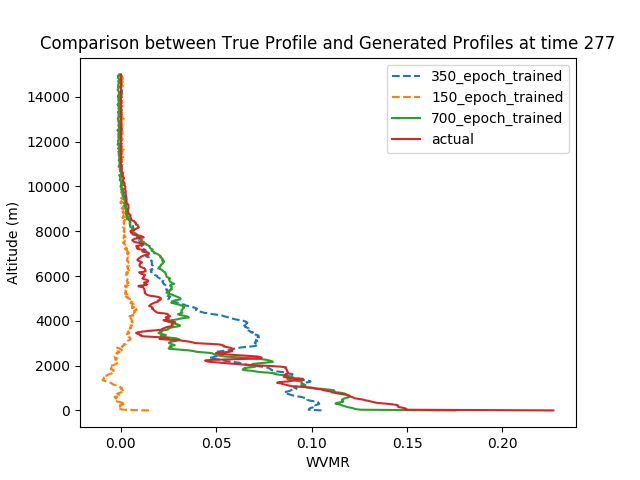 Comparison between True Profile and Generated Profiles at time 277
350_epoch_trained
150_epoch_trained
700_epoch_trained
actual
14000
12000
10000
8000
6000
4000
2000
0
Altitude (m)
0.00 0.05 0.10 0.15 0.20
WVMR